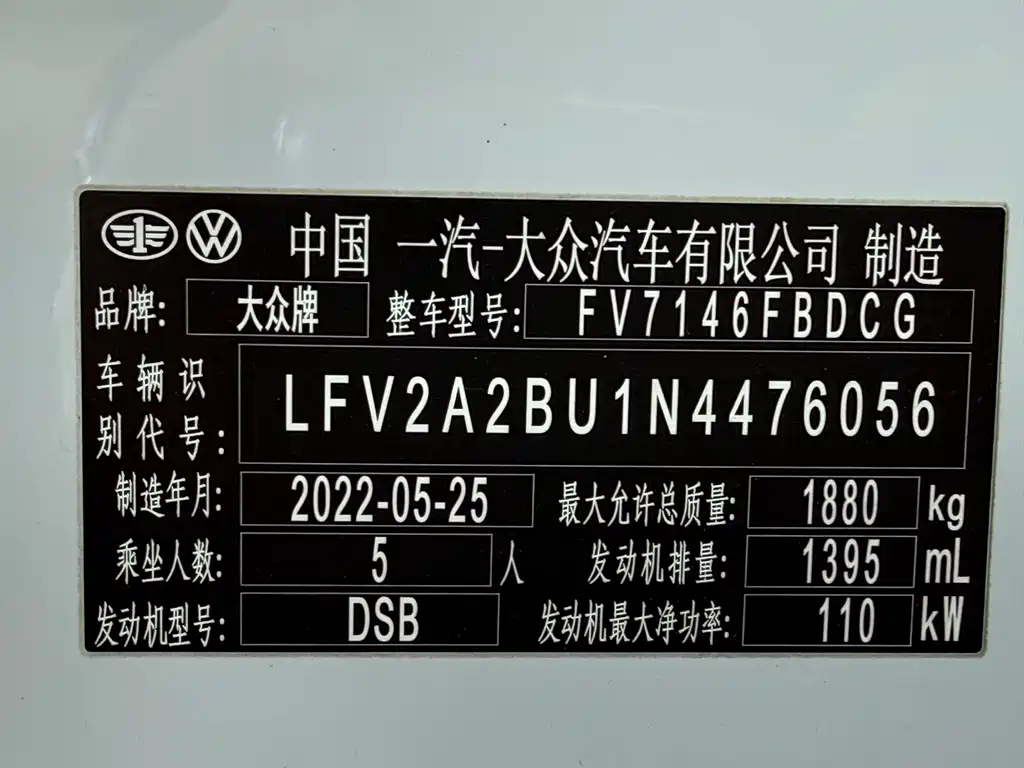 中国 一汽-大众汽车有限公司 制造
品牌: 大众牌 整车型号: FV7146FBDCG
车辆识别代号: LFV2A2BU1N4476056
制造年月: 2022-05-25 最大允许总质量: 1880 kg
乘坐人数: 5 人 发动机排量: 1395 mL
发动机型号: DSB 发动机最大净功率: 110 kW